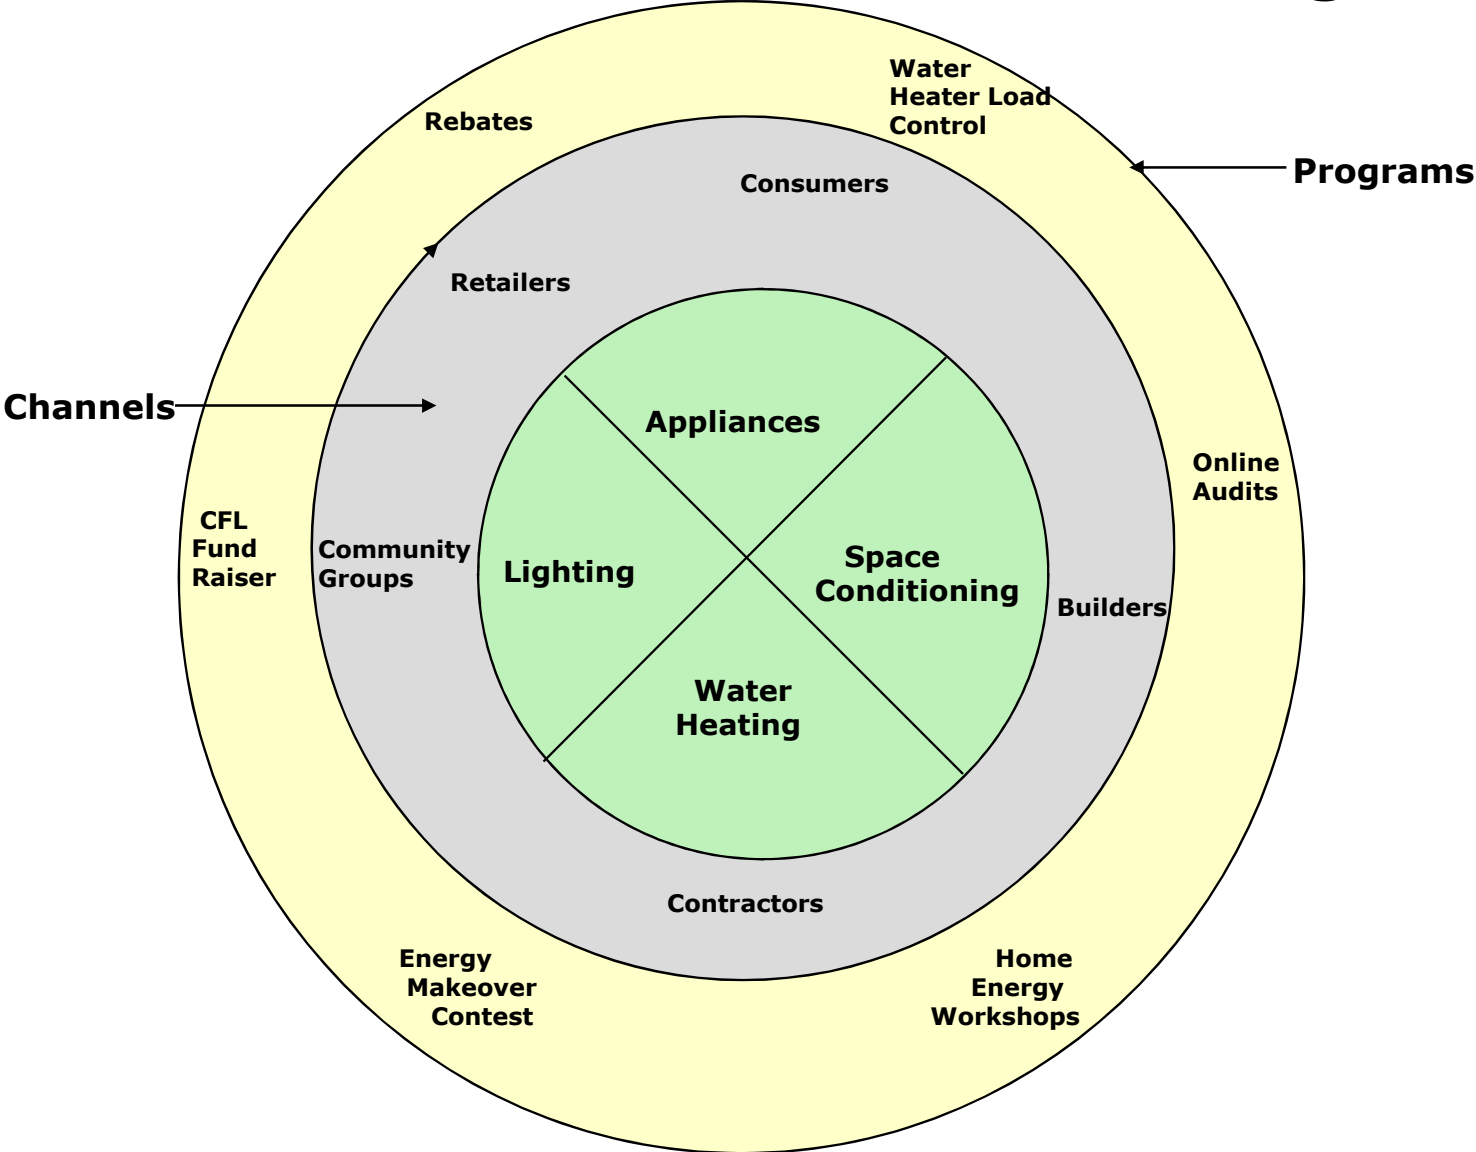 Water
Heater Load
Control
Rebates
Programs
Consumers
Retailers
Channels
Appliances
Online
Audits
CFL
Fund
Raiser
Community
Groups
Lighting
Space
Conditioning
Builders
Water
Heating
Contractors
Energy
Makeover
Contest
Home
Energy
Workshops